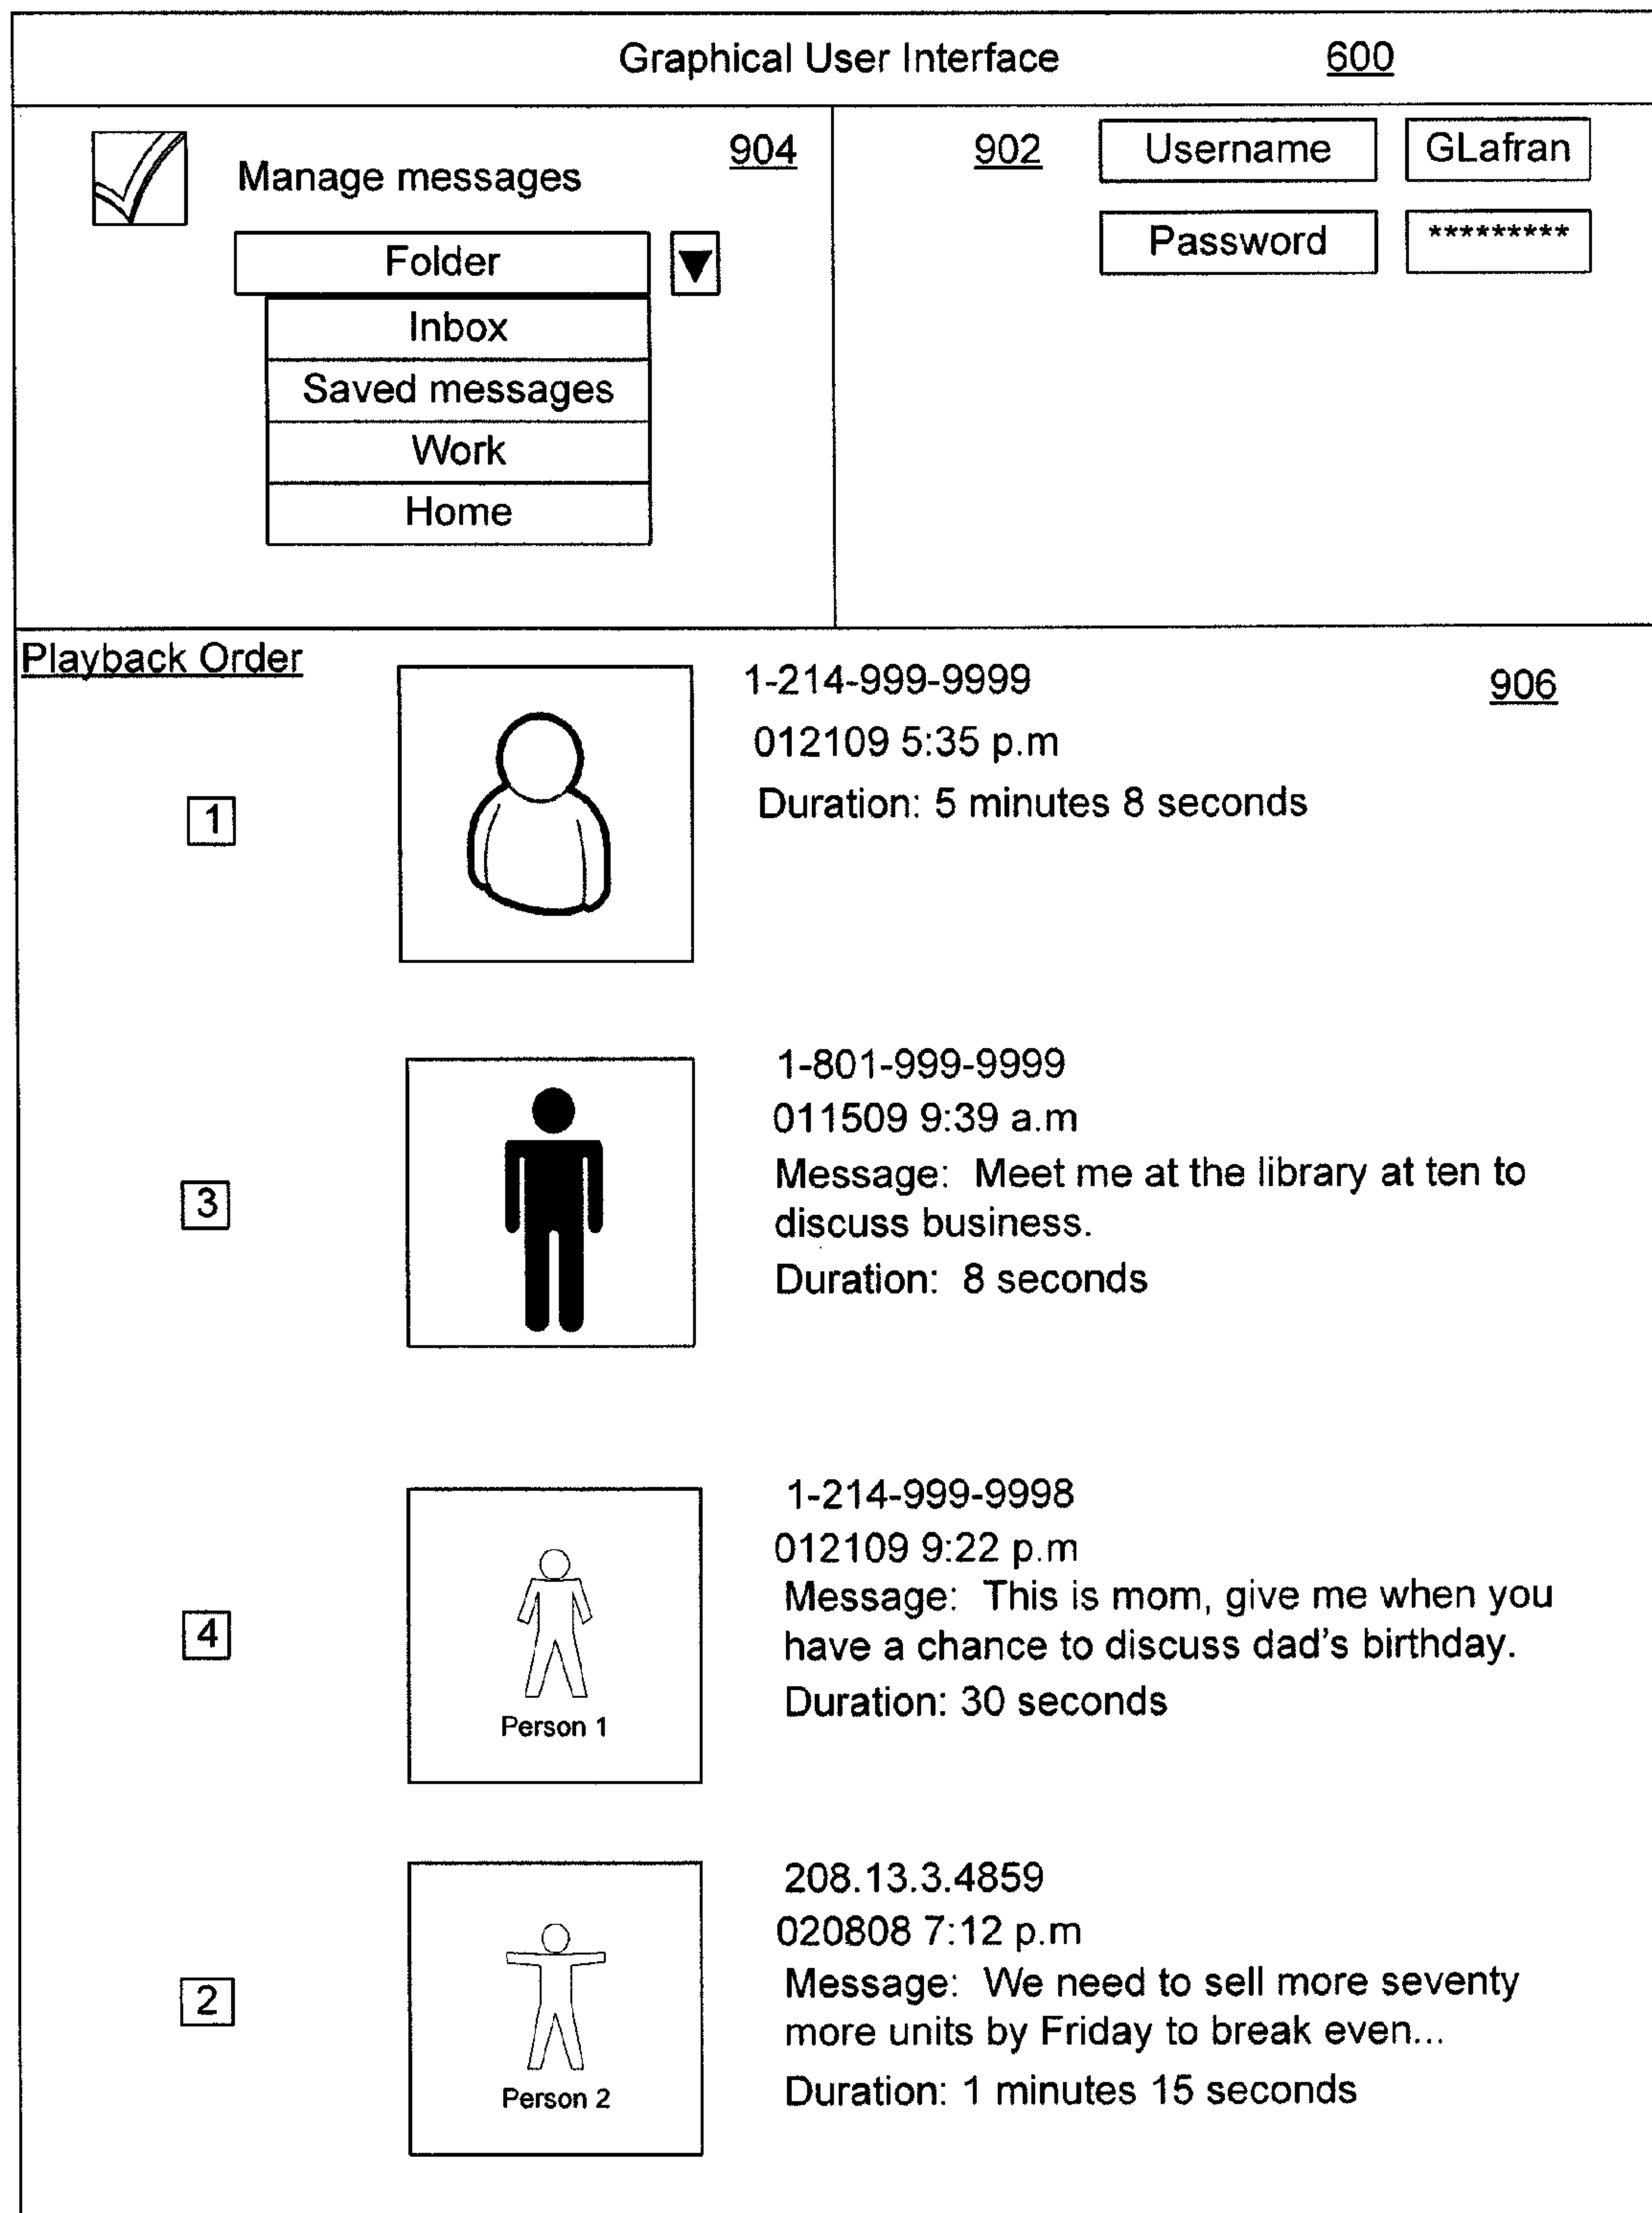 Graphical User Interface 600
Manage messages 904
Folder ▼
Inbox
Saved messages
Work
Home
902 Username GLafran
Password *********
Playback Order
906
1
1-214-999-9999
012109 5:35 p.m
Duration: 5 minutes 8 seconds
3
1-801-999-9999
011509 9:39 a.m
Message: Meet me at the library at ten to
discuss business.
Duration: 8 seconds
4
Person 1
1-214-999-9998
012109 9:22 p.m
Message: This is mom, give me when you
have a chance to discuss dad's birthday.
Duration: 30 seconds
2
Person 2
208.13.3.4859
020808 7:12 p.m
Message: We need to sell more seventy
more units by Friday to break even...
Duration: 1 minutes 15 seconds